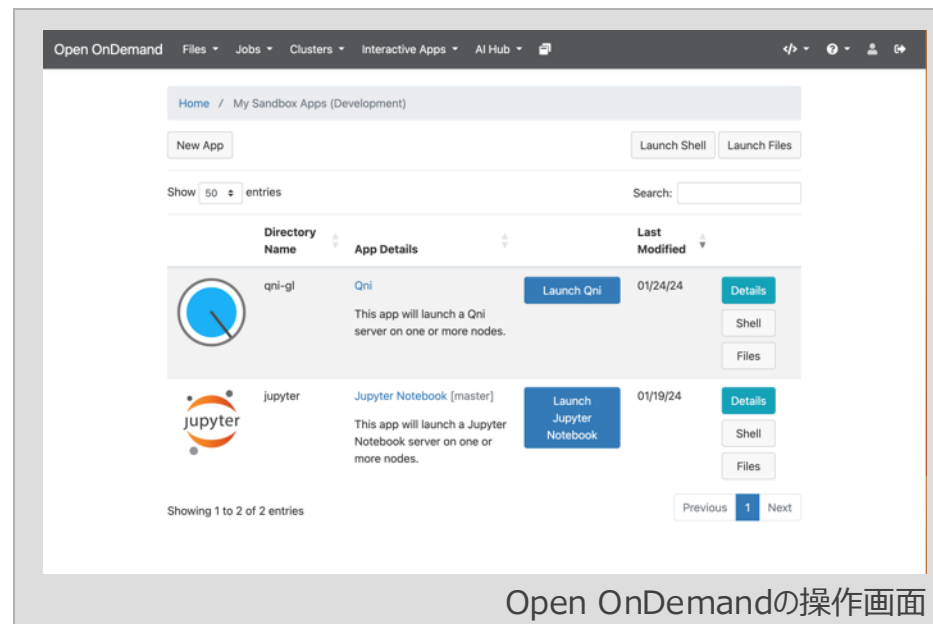 Open OnDemand Files Jobs Clusters Interactive Apps AI Hub
Home / My Sandbox Apps (Development)
New App Launch Shell Launch Files
Show 50 entries Search:
Directory Name App Details Last Modified
qni-gl Qni Launch Qni 01/24/24 Details
This app will launch a Qni
server on one or more nodes.
Shell
Files
jupyter
jupyter Jupyter Notebook [master] Launch Jupyter Notebook 01/19/24 Details
This app will launch a Jupyter
Notebook server on one or
more nodes.
Shell
Files
Showing 1 to 2 of 2 entries Previous 1 Next
Open OnDemandの操作画面